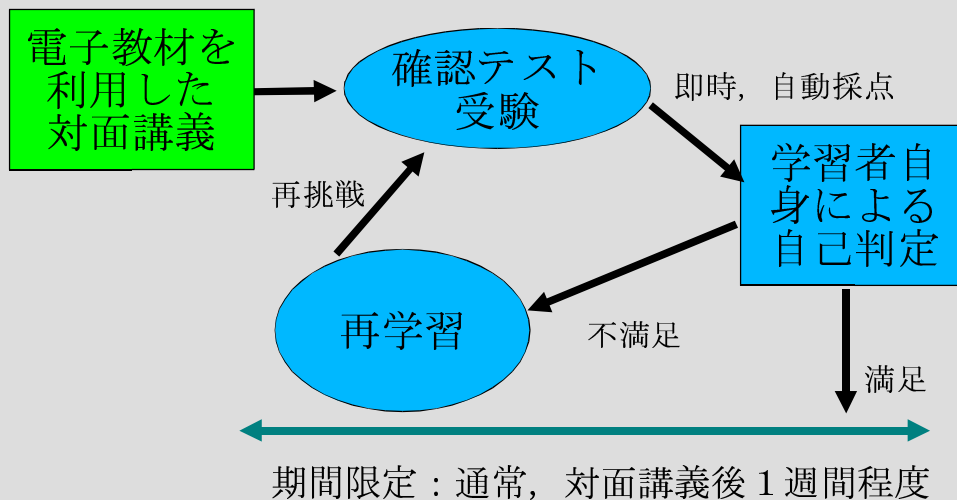 電子教材を
利用した
対面講義
確認テスト
受験
即時，自動採点
学習者自
身による
自己判定
再挑戦
再学習
不満足
満足
期間限定：通常，対面講義後１週間程度